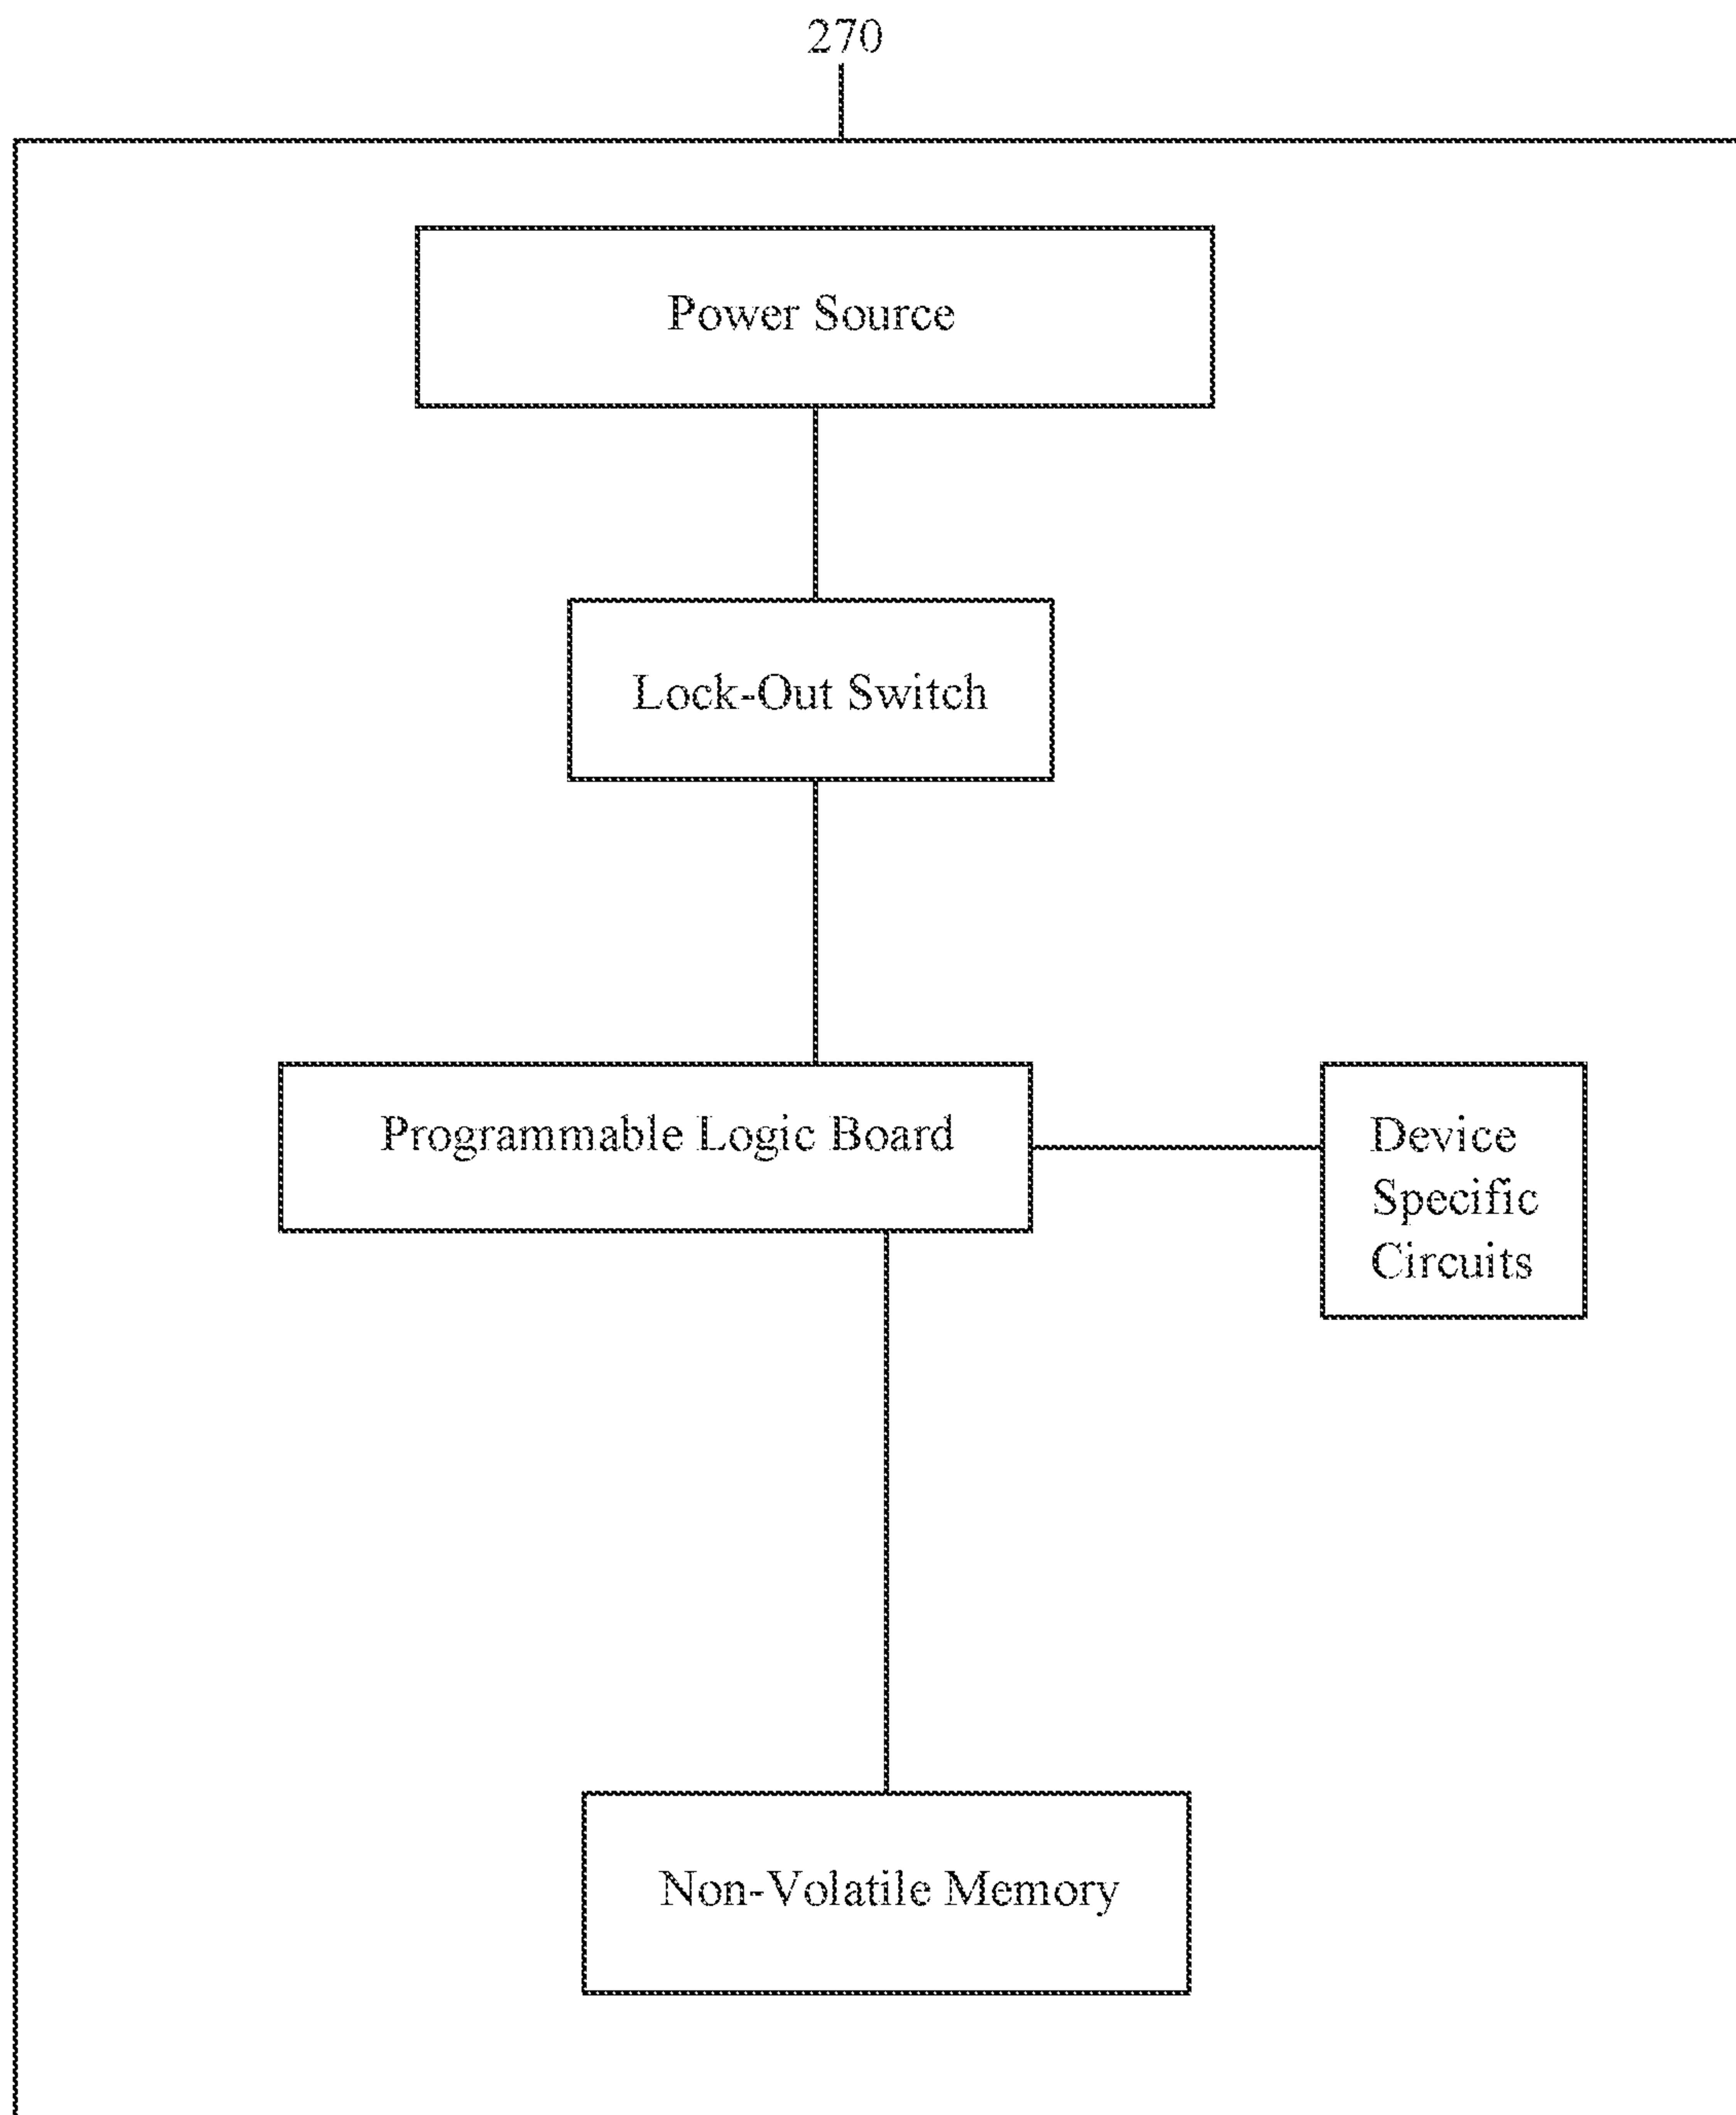 270
Power Source
Lock-Out Switch
Programmable Logic Board
Device
Specific
Circuits
Non-Volatile Memory